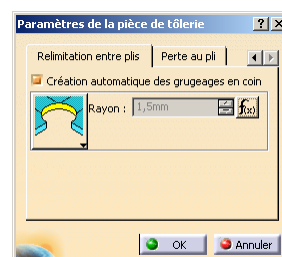 Paramètres de la pièce de tôlerie ? X
Relimitation entre plis Perte au pli
Création automatique des grugeages en coin
Rayon : 1,5mm f(x)
OK Annuler